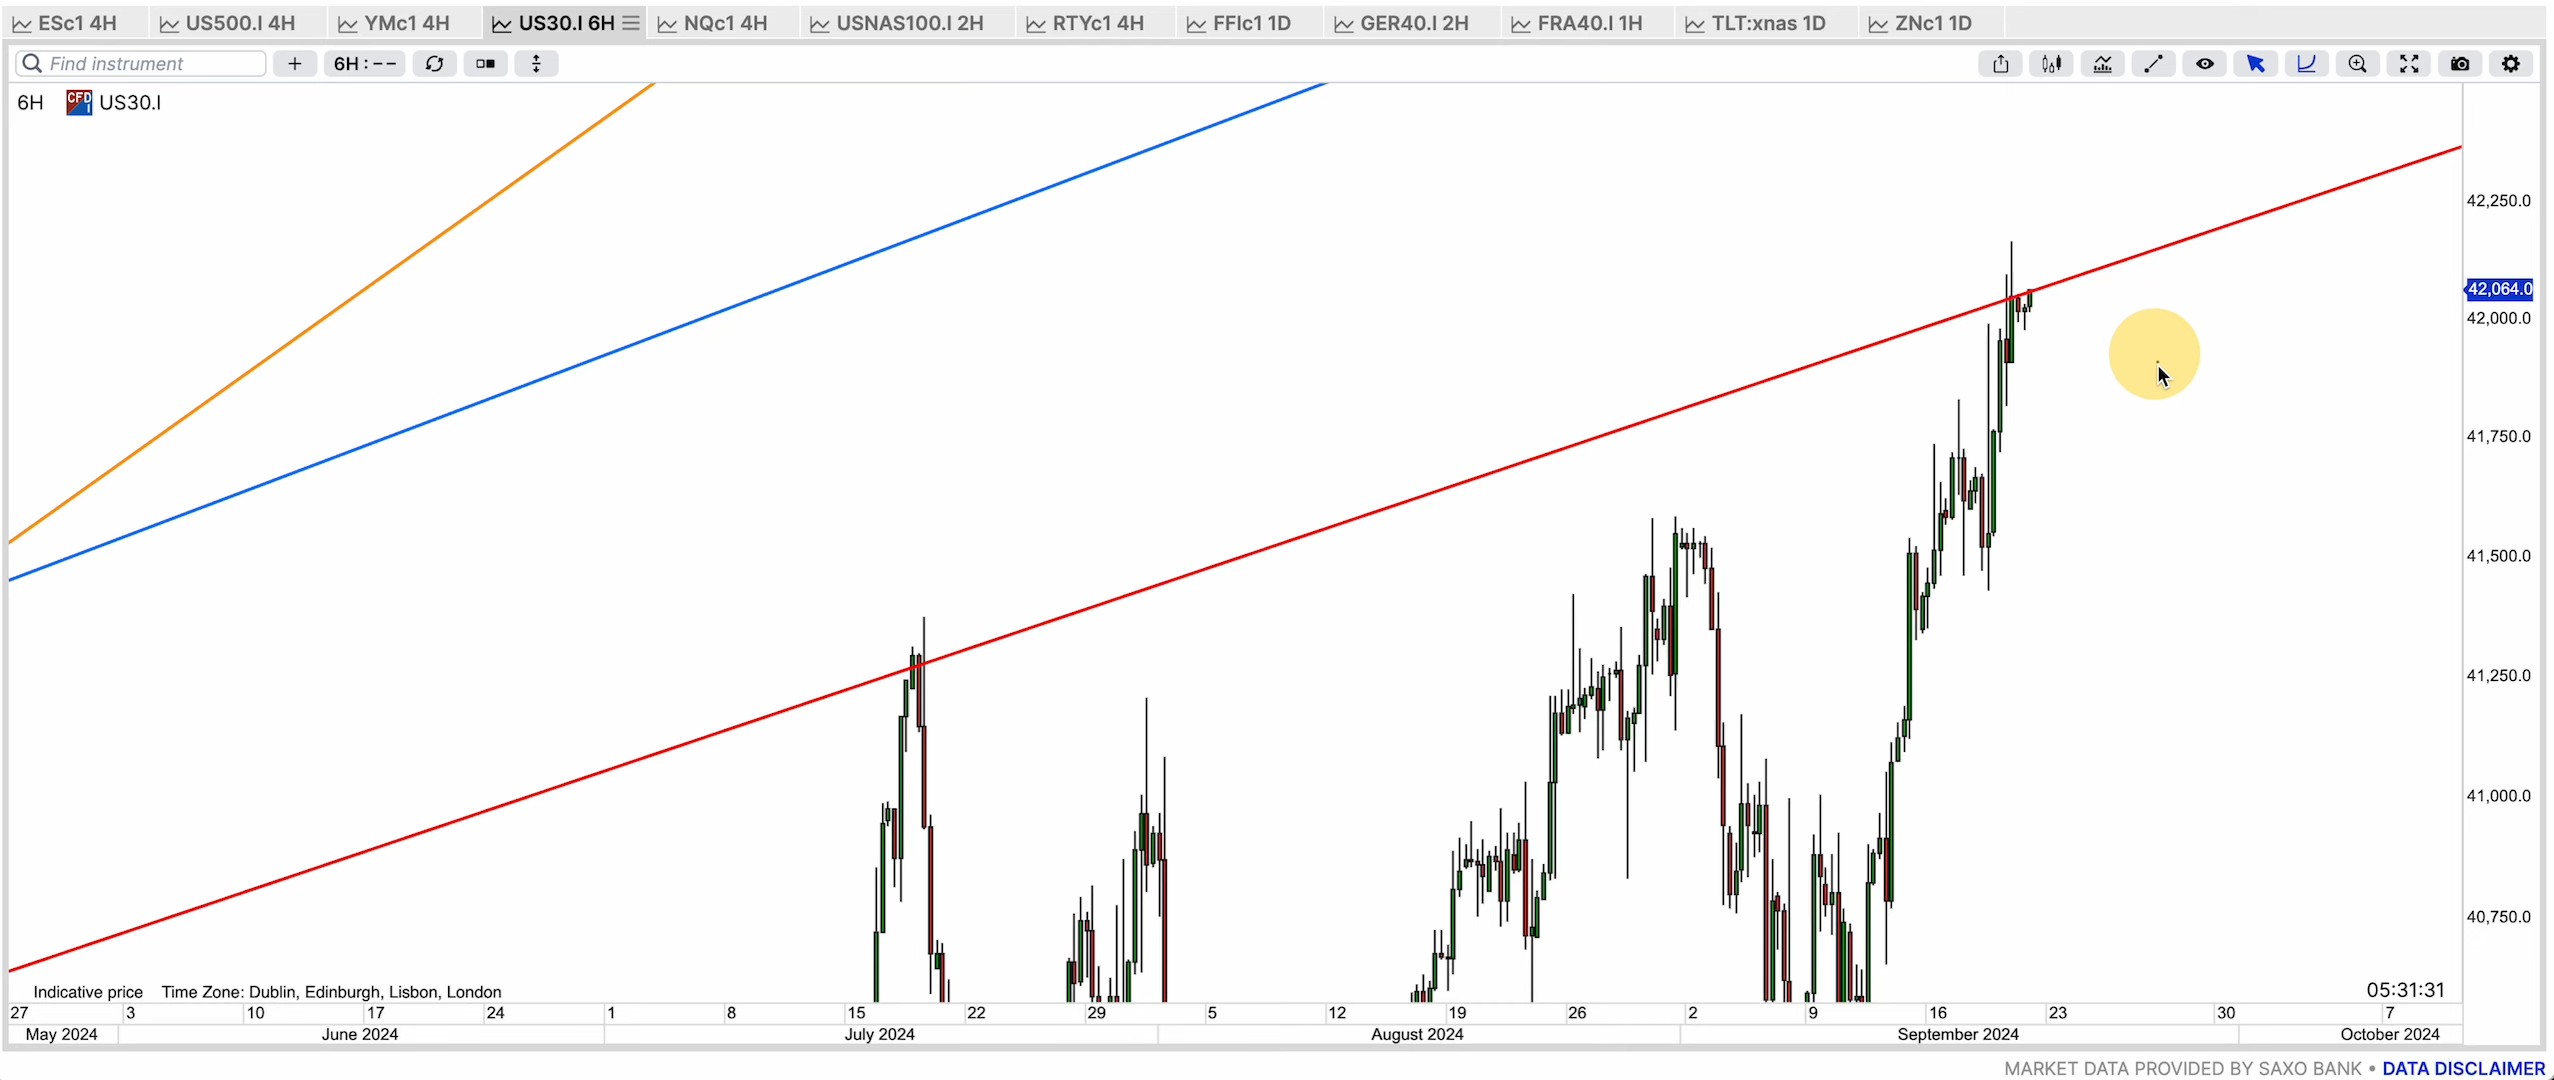 ESc1 4H US500.I 4H YMc1 4H US30.I 6H NQc1 4H USNAS100.I 2H RTYc1 4H FFIc1 1D GER40.I 2H FRA40.I 1H TLT:xnas 1D ZNc1 1D
Find instrument + 6H : – –
6H CFD I US30.I
42,250.0
42,064.0
42,000.0
41,750.0
41,500.0
41,250.0
41,000.0
40,750.0
Indicative price Time Zone: Dublin, Edinburgh, Lisbon, London 05:31:31
27 3 10 17 24 1 8 15 22 29 5 12 19 26 2 9 16 23 30 7
May 2024 June 2024 July 2024 August 2024 September 2024 October 2024
MARKET DATA PROVIDED BY SAXO BANK • DATA DISCLAIMER